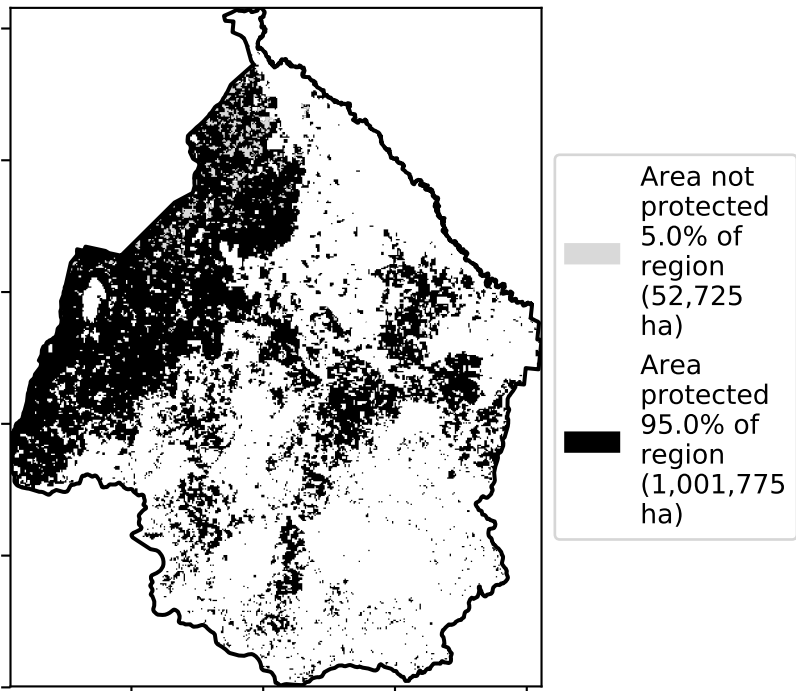 Area not
protected
5.0% of
region
(52,725
ha)
Area
protected
95.0% of
region
(1,001,775
ha)